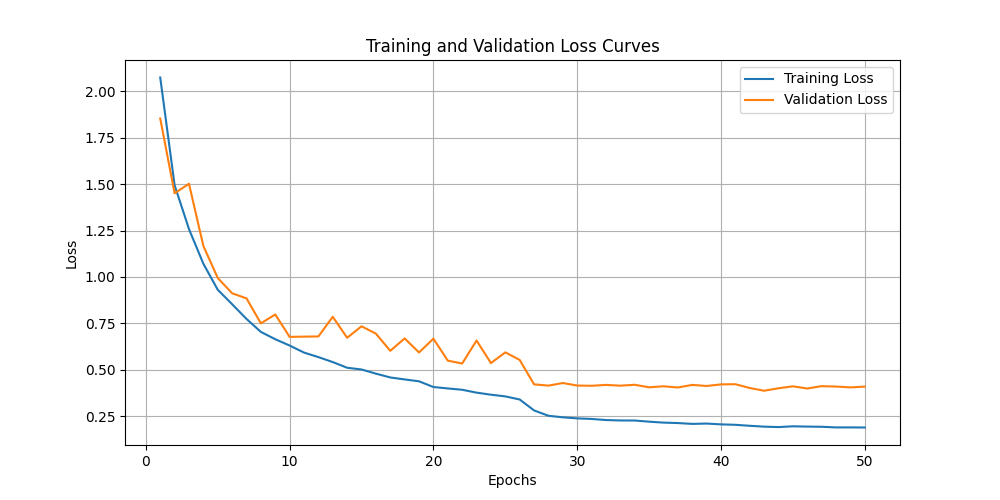 Training and Validation Loss Curves
Training Loss
Validation Loss
2.00
1.75
1.50
1.25
1.00
0.75
0.50
0.25
Loss
0 10 20 30 40 50
Epochs